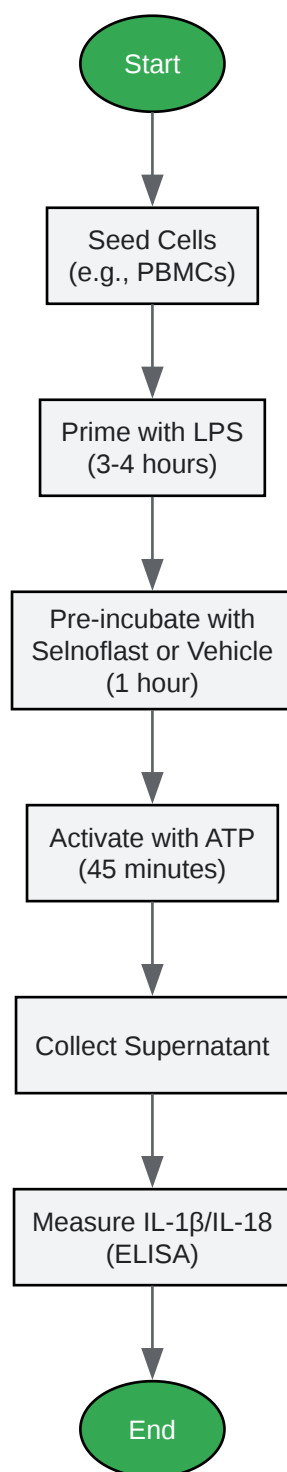 Start
Seed Cells
(e.g., PBMCs)
Prime with LPS
(3-4 hours)
Pre-incubate with
Selnoflast or Vehicle
(1 hour)
Activate with ATP
(45 minutes)
Collect Supernatant
Measure IL-1β/IL-18
(ELISA)
End